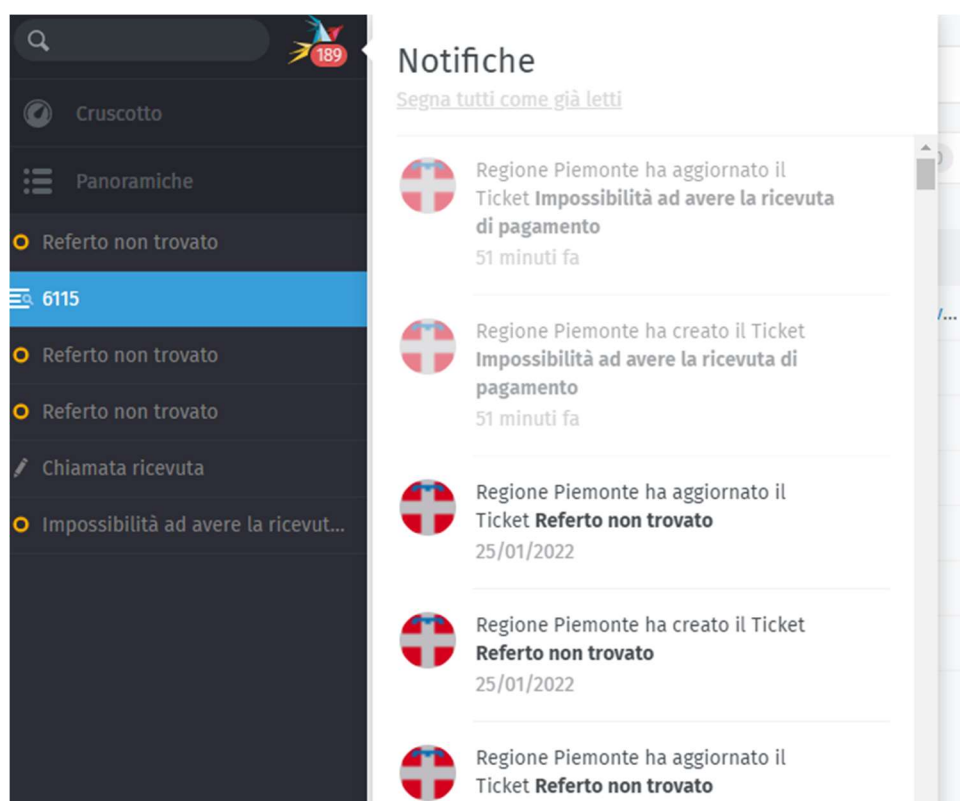 189
Cruscotto
Panoramiche
Referto non trovato
6115
Referto non trovato
Referto non trovato
Chiamata ricevuta
Impossibilità ad avere la ricevut...
Notifiche
Segna tutti come già letti
Regione Piemonte ha aggiornato il
Ticket Impossibilità ad avere la ricevuta
di pagamento
51 minuti fa
Regione Piemonte ha creato il Ticket
Impossibilità ad avere la ricevuta di
pagamento
51 minuti fa
Regione Piemonte ha aggiornato il
Ticket Referto non trovato
25/01/2022
Regione Piemonte ha creato il Ticket
Referto non trovato
25/01/2022
Regione Piemonte ha aggiornato il
Ticket Referto non trovato